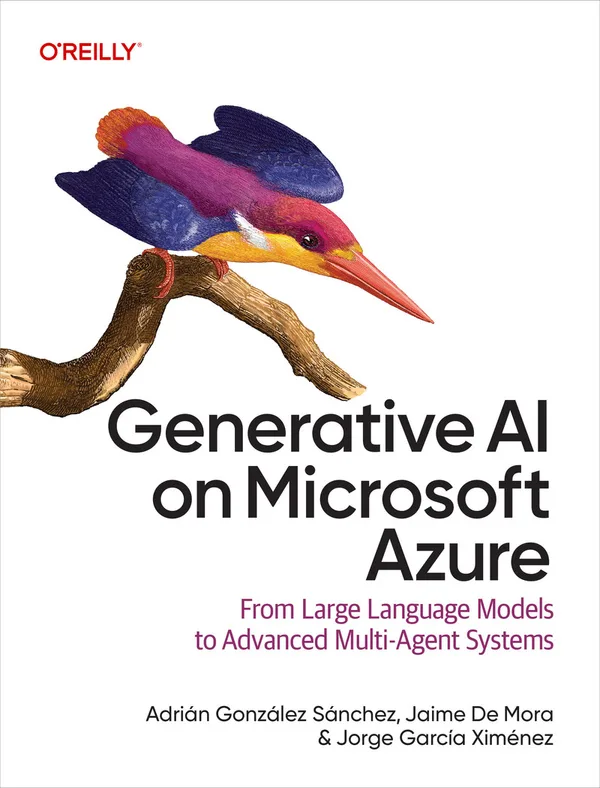 O'REILLY®
Generative AI
on Microsoft
Azure
From Large Language Models
to Advanced Multi-Agent Systems
Adrián González Sánchez, Jaime De Mora
& Jorge García Ximénez